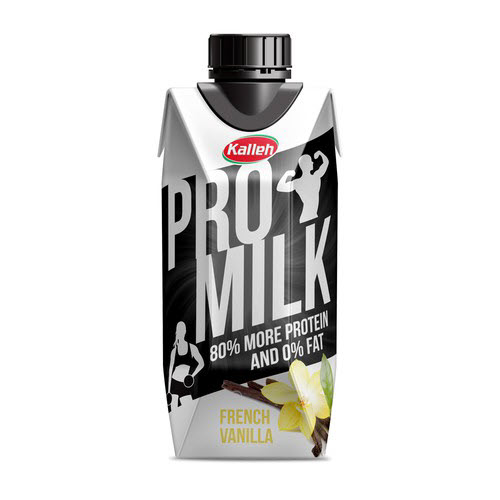 Kalleh
PRO
MILK
80% MORE PROTEIN
AND 0% FAT
FRENCH
VANILLA